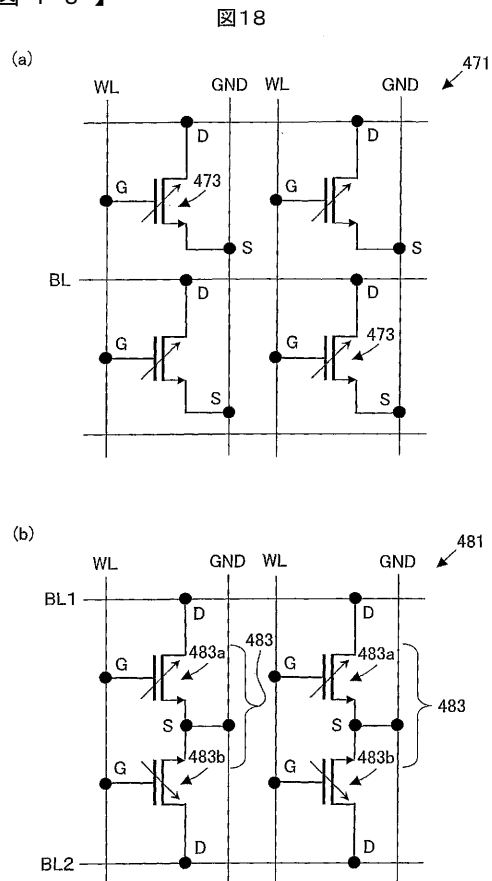 図18
(a)
471
WL GND WL GND
D D
G 473 G
S S
BL
D D
G G 473
S S
(b)
481
WL GND WL GND
BL1
D D
483a 483 483a
G G
S S 483
G 483b G 483b
D D
BL2